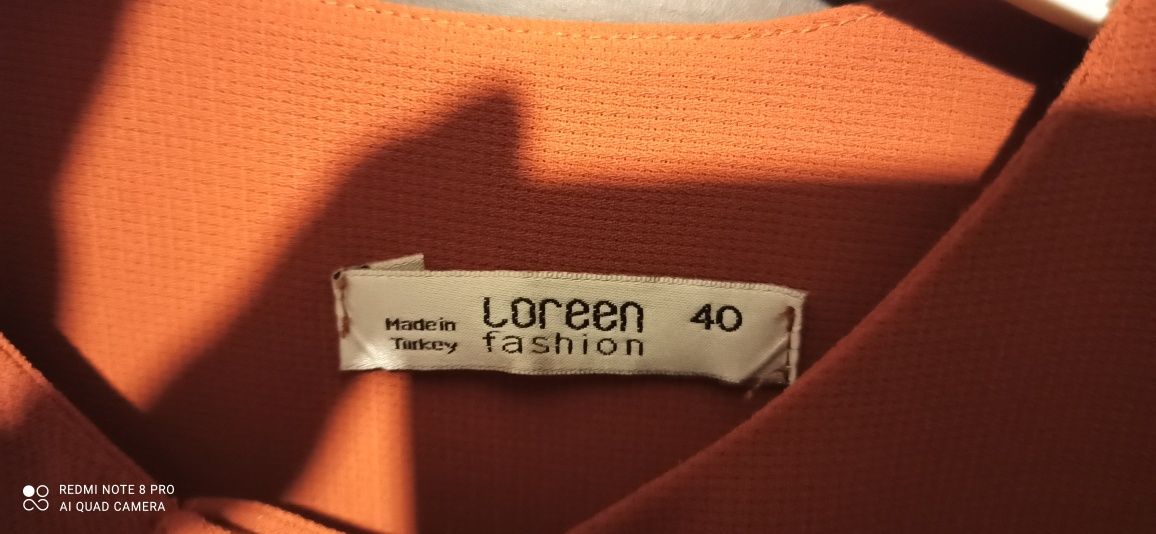 Made in
Turkey
Loreen
fashion
40
REDMI NOTE 8 PRO
AI QUAD CAMERA